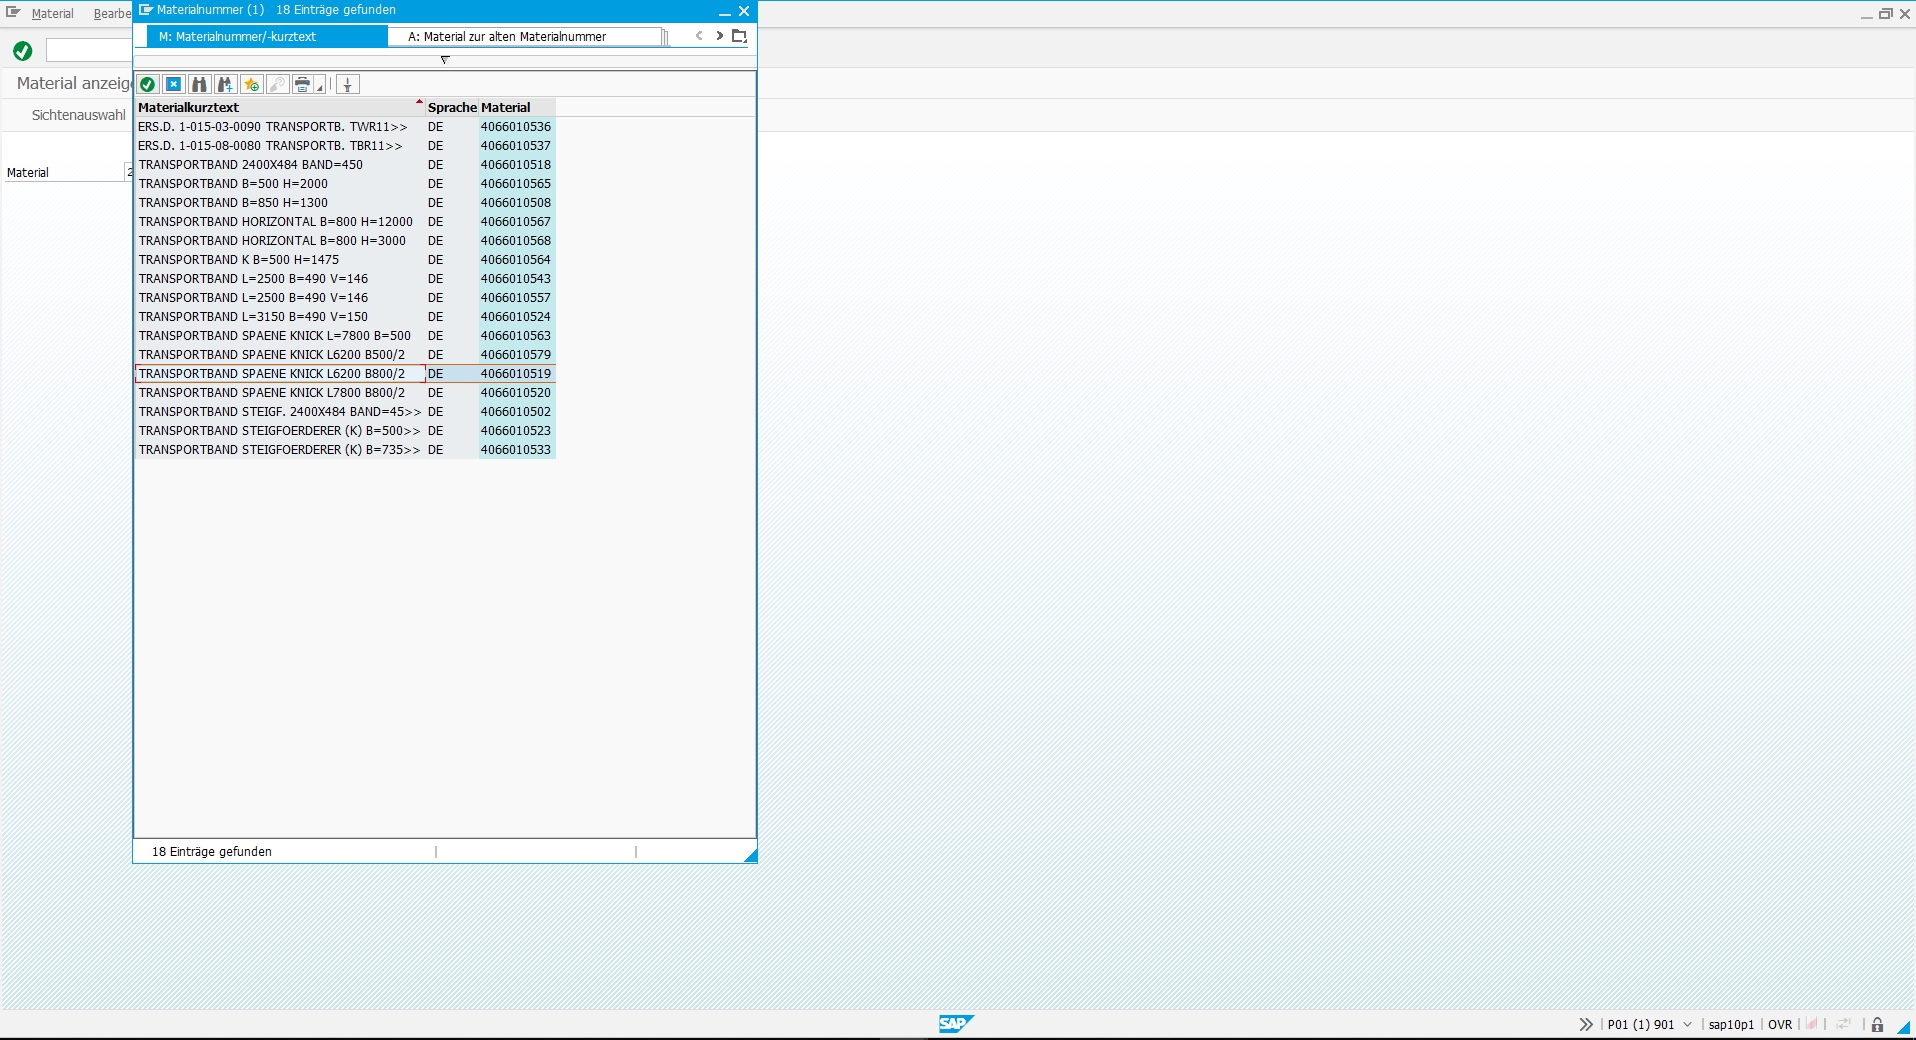 Materialnummer (1) 18 Einträge gefunden
Material Bearbe
M: Materialnummer/-kurztext A: Material zur alten Materialnummer
Material anzeige
Sichtenauswahl
Material 2
Materialkurztext Sprache Material
ERS.D. 1-015-03-0090 TRANSPORTB. TWR11>> DE 4066010536
ERS.D. 1-015-08-0080 TRANSPORTB. TBR11>> DE 4066010537
TRANSPORTBAND 2400X484 BAND=450 DE 4066010518
TRANSPORTBAND B=500 H=2000 DE 4066010565
TRANSPORTBAND B=850 H=1300 DE 4066010508
TRANSPORTBAND HORIZONTAL B=800 H=12000 DE 4066010567
TRANSPORTBAND HORIZONTAL B=800 H=3000 DE 4066010568
TRANSPORTBAND K B=500 H=1475 DE 4066010564
TRANSPORTBAND L=2500 B=490 V=146 DE 4066010543
TRANSPORTBAND L=2500 B=490 V=146 DE 4066010557
TRANSPORTBAND L=3150 B=490 V=150 DE 4066010524
TRANSPORTBAND SPAENE KNICK L=7800 B=500 DE 4066010563
TRANSPORTBAND SPAENE KNICK L6200 B500/2 DE 4066010579
TRANSPORTBAND SPAENE KNICK L6200 B800/2 DE 4066010519
TRANSPORTBAND SPAENE KNICK L7800 B800/2 DE 4066010520
TRANSPORTBAND STEIGF. 2400X484 BAND=45>> DE 4066010502
TRANSPORTBAND STEIGFOERDERER (K) B=500>> DE 4066010523
TRANSPORTBAND STEIGFOERDERER (K) B=735>> DE 4066010533
18 Einträge gefunden
SAP P01 (1) 901 sap10p1 OVR